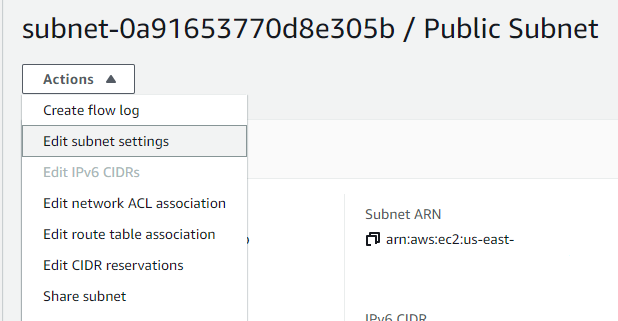 subnet-0a91653770d8e305b / Public Subnet
Actions
Create flow log
Edit subnet settings
Edit IPv6 CIDRs
Edit network ACL association
Edit route table association
Edit CIDR reservations
Share subnet
Subnet ARN
arn:aws:ec2:us-east-
IPv6 CIDR